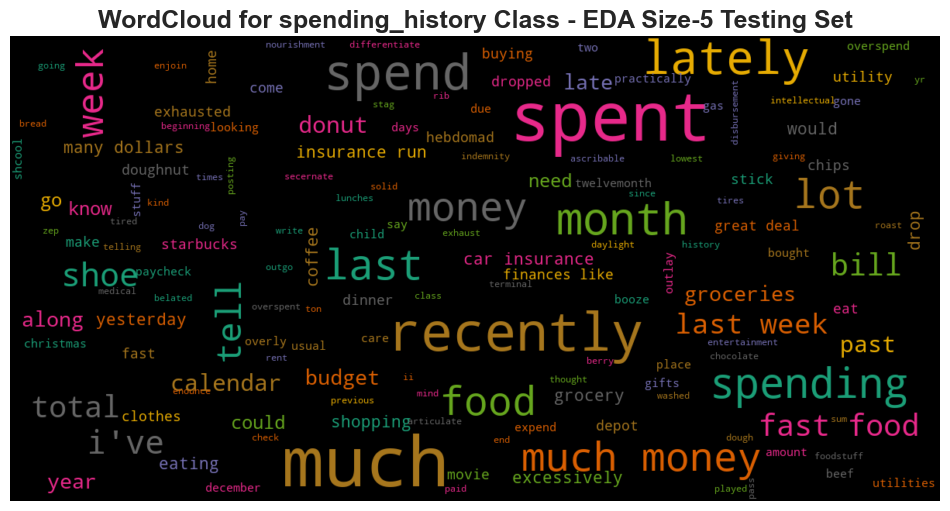 WordCloud for spending_history Class - EDA Size-5 Testing Set
going
week
enjoin
home
nourishment
differentiate
come
spend
buying
two
lately
overspend
dropped
late
practically
utility
yr
stag
rib
exhausted
bread
beginning
looking
donut
days
due
spent
gas
disbursement
intellectual
gone
would
many dollars
hebdomad
insurance run
indemnity
ascribable
lowest
giving
chips
shcool
doughnut
times
posting
secernate
solid
need
twelvemonth
stick
lot
go
know
stuff
kind
dog
pay
lunches
money
since
tires
tired
zep
telling
make
starbucks
write
coffee
child
say
exhaust
month
daylight
history
great deal
roast
drop
bought
shoe
paycheck
outgo
last
car insurance
finances like
outlay
bill
medical
belated
tell
overspent
ton
dinner
class
terminal
booze
groceries
eat
along
yesterday
christmas
fast
overly
usual
care
recently
last week
entertainment
past
place
chocolate
rent
berry
calendar
enounce
budget
ii
mind
thought
gifts
washed
spending
total
clothes
previous
food
grocery
could
shopping
articulate
expend
depot
fast food
sum
i've
check
end
dough
amount
foodstuff
eating
much
much money
movie
excessively
beef
year
december
paid
played
pass
utilities